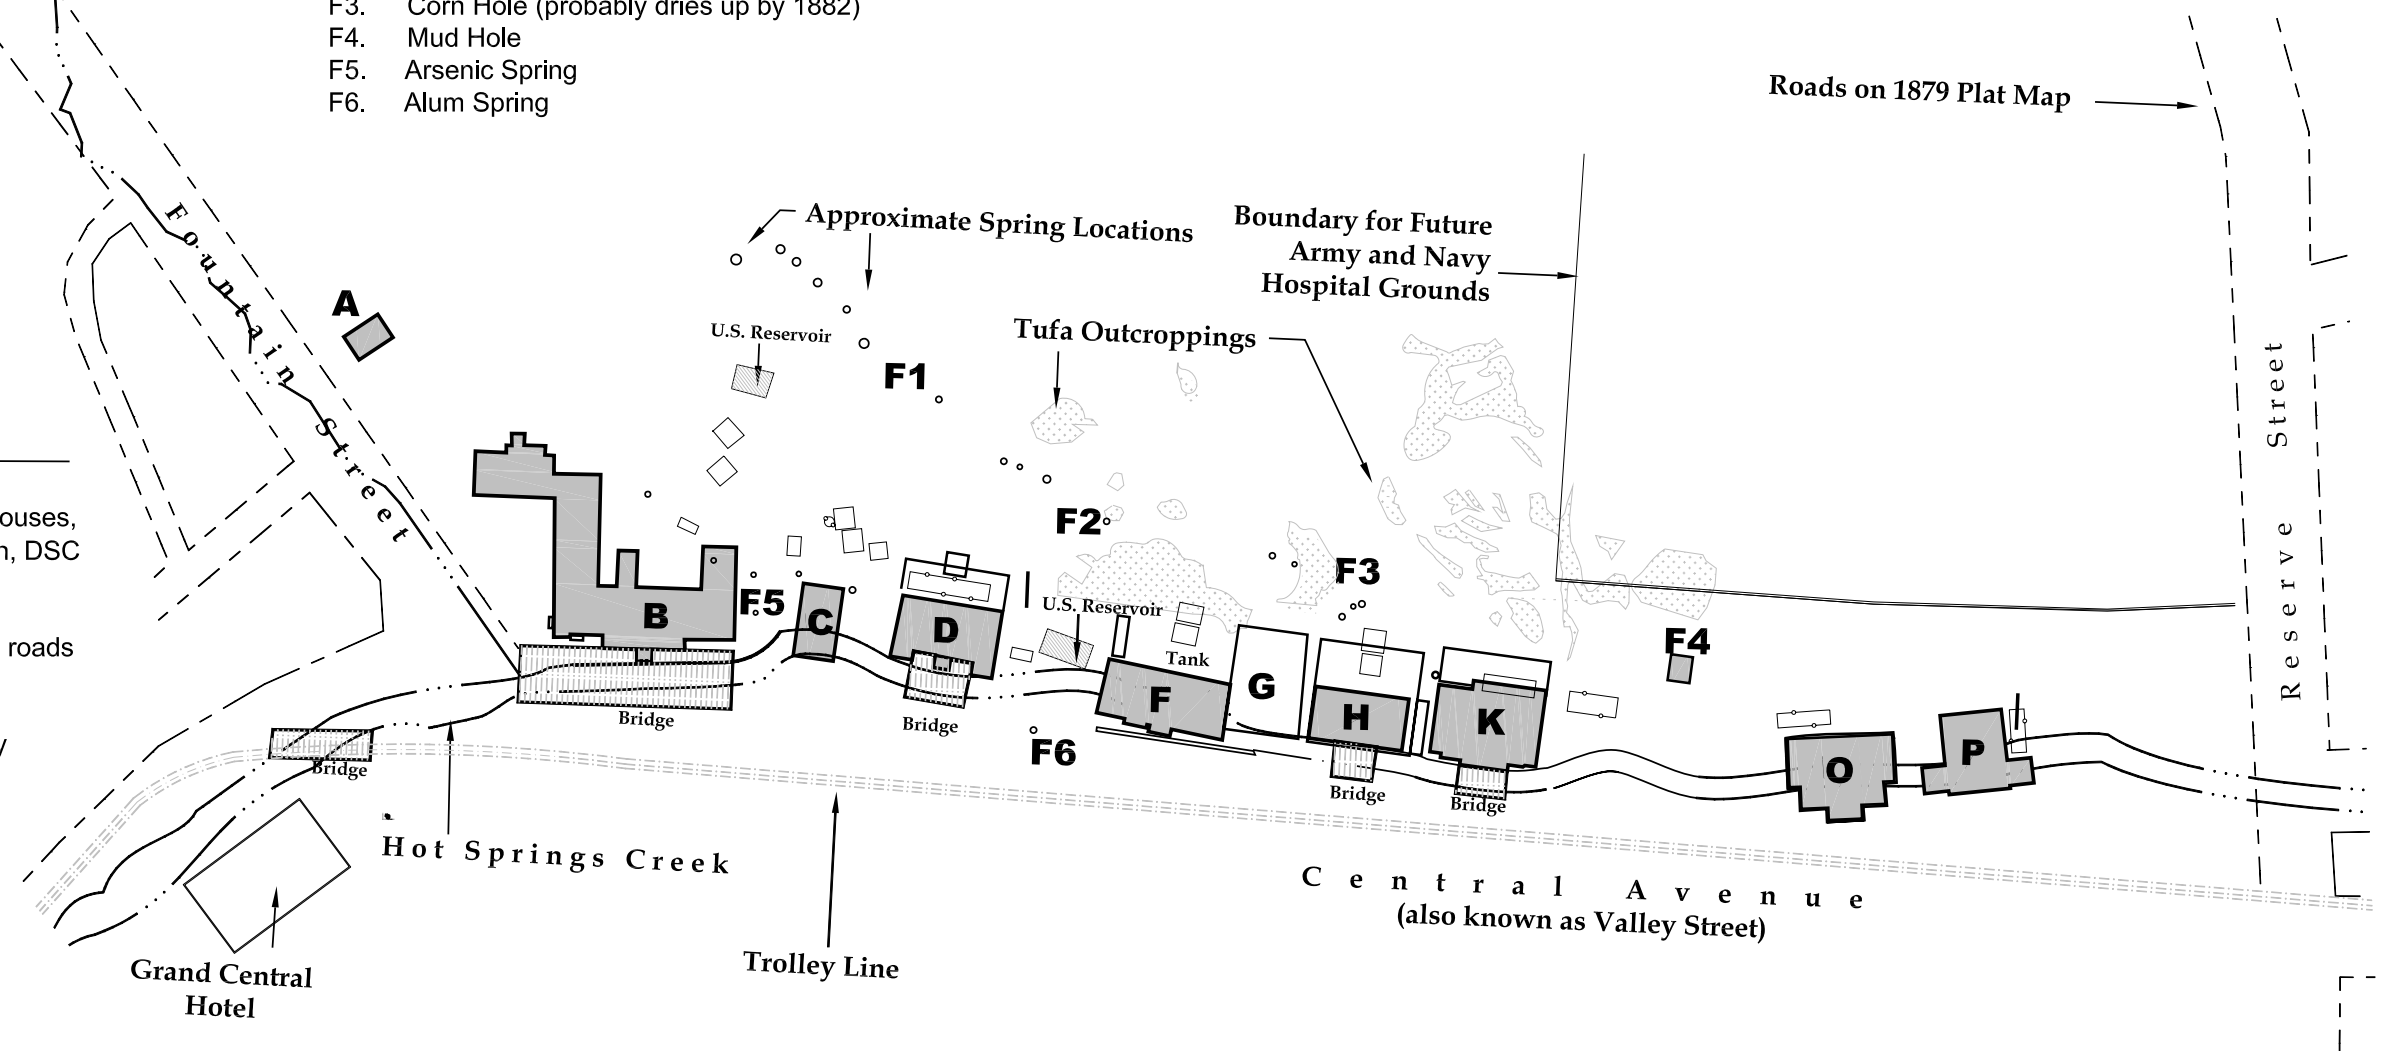 F3. Corn Hole (probably dries up by 1882)
F4. Mud Hole
F5. Arsenic Spring
F6. Alum Spring
Roads on 1879 Plat Map
Fountain Street
A
Approximate Spring Locations
Boundary for Future
Army and Navy
Hospital Grounds
U.S. Reservoir
Tufa Outcroppings
F1
Reserve Street
ouses,
n, DSC
roads
F2
F3
F4
F5
B
C
D
U.S. Reservoir
Tank
F
G
H
K
O
P
F6
Bridge
Bridge
Bridge
Bridge
Bridge
Hot Springs Creek
Central Avenue
(also known as Valley Street)
Trolley Line
Grand Central
Hotel